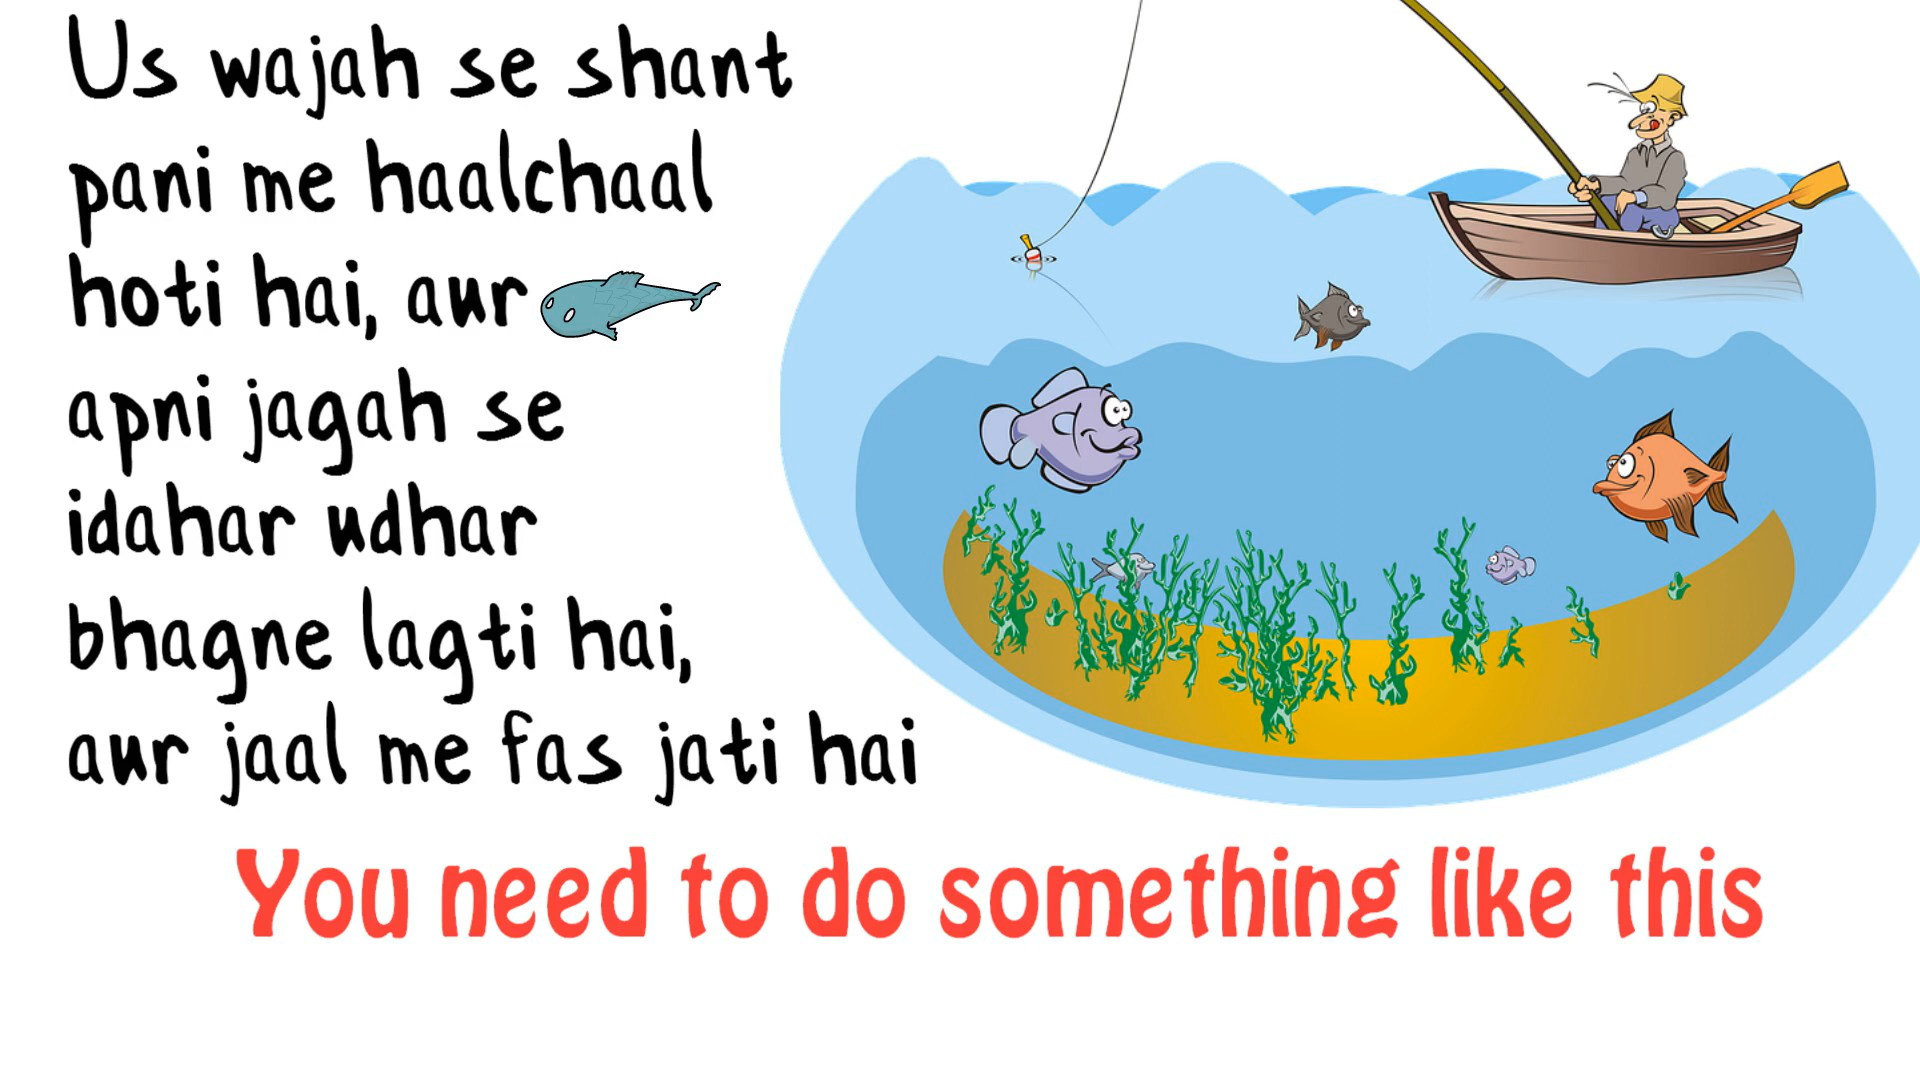 Us wajah se shant
pani me haalchaal
hoti hai, aur
apni jagah se
idahar udhar
bhagne lagti hai,
aur jaal me fas jati hai
You need to do something like this